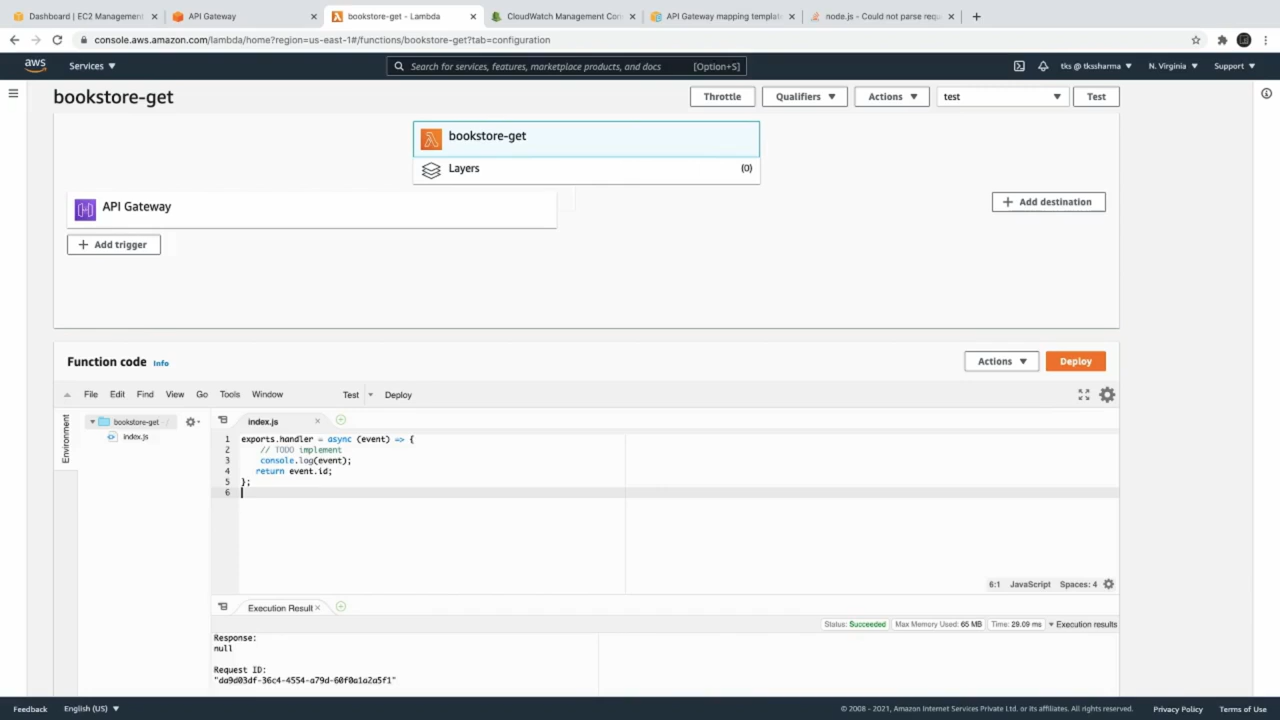 Dashboard | EC2 Management
API Gateway
bookstore-get - Lambda
CloudWatch Management Con
API Gateway mapping templat
node.js - Could not parse requ
console.aws.amazon.com/lambda/home?region=us-east-1#/functions/bookstore-get?tab=configuration
aws
Services
Search for services, features, marketplace products, and docs
[Option+S]
tks @ tkssharma
N. Virginia
Support
bookstore-get
Throttle
Qualifiers
Actions
test
Test
bookstore-get
Layers
(0)
API Gateway
+ Add destination
+ Add trigger
Function code
Info
Actions
Deploy
File Edit Find View Go Tools Window
Test
Deploy
Environment
bookstore-get /
index.js
index.js
1 exports.handler = async (event) => {
2 // TODO implement
3 console.log(event);
4 return event.id;
5 };
6
6:1 JavaScript Spaces: 4
Execution Result
Status: Succeeded
Max Memory Used: 65 MB
Time: 29.09 ms
Execution results
Response:
null
Request ID:
"da9d03df-36c4-4554-a79d-60f0a1a2a5f1"
Feedback
English (US)
© 2008 - 2021, Amazon Internet Services Private Ltd. or its affiliates. All rights reserved.
Privacy Policy
Terms of Use